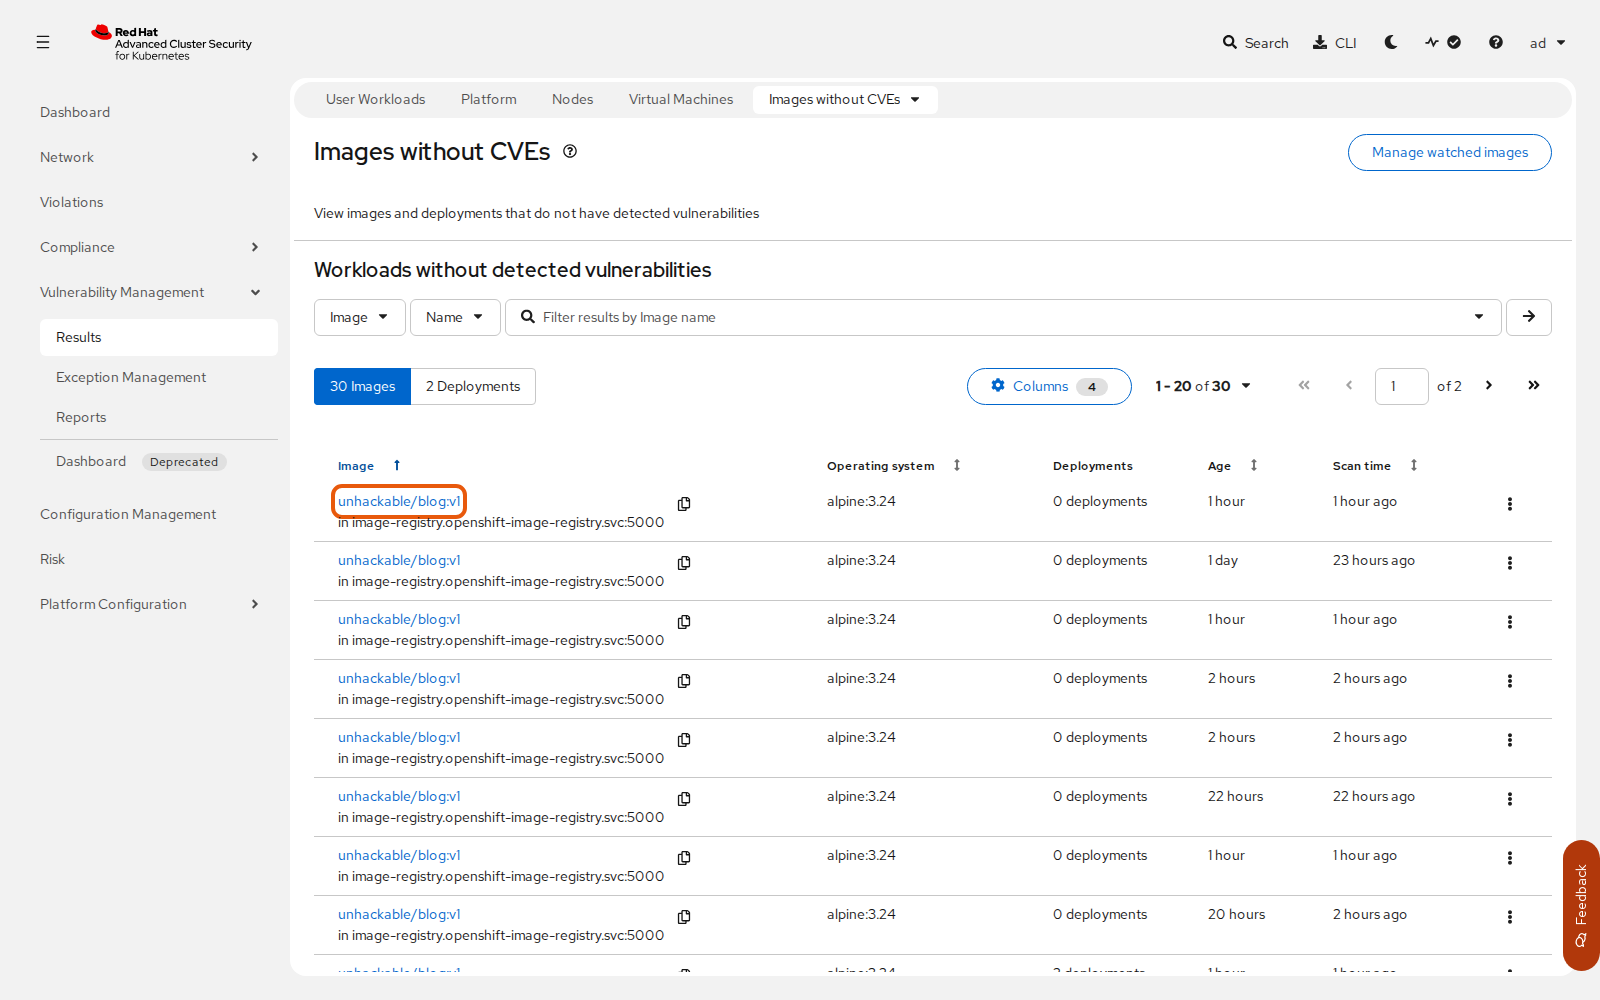 Red Hat
Advanced Cluster Security
for Kubernetes
Search
CLI
ad
Dashboard
Network
Violations
Compliance
Vulnerability Management
Results
Exception Management
Reports
Dashboard Deprecated
Configuration Management
Risk
Platform Configuration
User Workloads Platform Nodes Virtual Machines Images without CVEs
Images without CVEs
Manage watched images
View images and deployments that do not have detected vulnerabilities
Workloads without detected vulnerabilities
Image Name Filter results by Image name
30 Images 2 Deployments Columns 4 1 - 20 of 30 1 of 2
Image Operating system Deployments Age Scan time
unhackable/blog:v1 alpine:3.24 0 deployments 1 hour 1 hour ago
in image-registry.openshift-image-registry.svc:5000
unhackable/blog:v1 alpine:3.24 0 deployments 1 day 23 hours ago
in image-registry.openshift-image-registry.svc:5000
unhackable/blog:v1 alpine:3.24 0 deployments 1 hour 1 hour ago
in image-registry.openshift-image-registry.svc:5000
unhackable/blog:v1 alpine:3.24 0 deployments 2 hours 2 hours ago
in image-registry.openshift-image-registry.svc:5000
unhackable/blog:v1 alpine:3.24 0 deployments 2 hours 2 hours ago
in image-registry.openshift-image-registry.svc:5000
unhackable/blog:v1 alpine:3.24 0 deployments 22 hours 22 hours ago
in image-registry.openshift-image-registry.svc:5000
unhackable/blog:v1 alpine:3.24 0 deployments 1 hour 1 hour ago
in image-registry.openshift-image-registry.svc:5000
unhackable/blog:v1 alpine:3.24 0 deployments 20 hours 2 hours ago
in image-registry.openshift-image-registry.svc:5000
Feedback